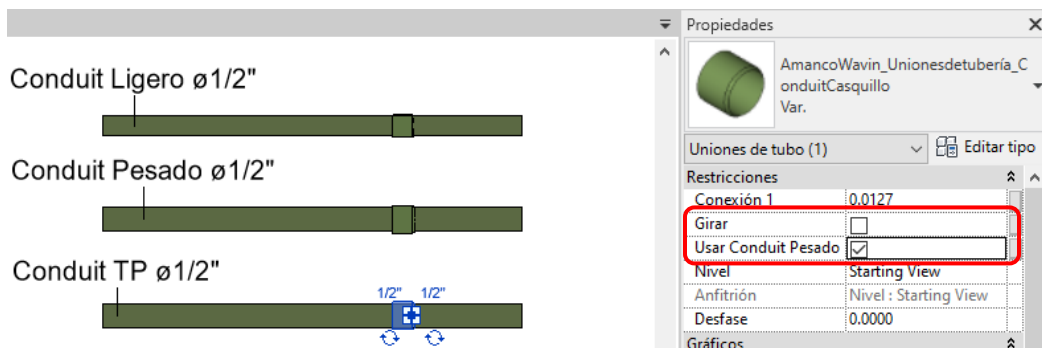 Conduit Ligero ø1/2"
Conduit Pesado ø1/2"
Conduit TP ø1/2"
1/2" 1/2"
Propiedades
AmancoWavin_Unionesdetubería_C
onduitCasquillo
Var.
Uniones de tubo (1) Editar tipo
Restricciones
Conexión 1 0.0127
Girar
Usar Conduit Pesado
Nivel Starting View
Anfitrión Nivel : Starting View
Desfase 0.0000
Gráficos